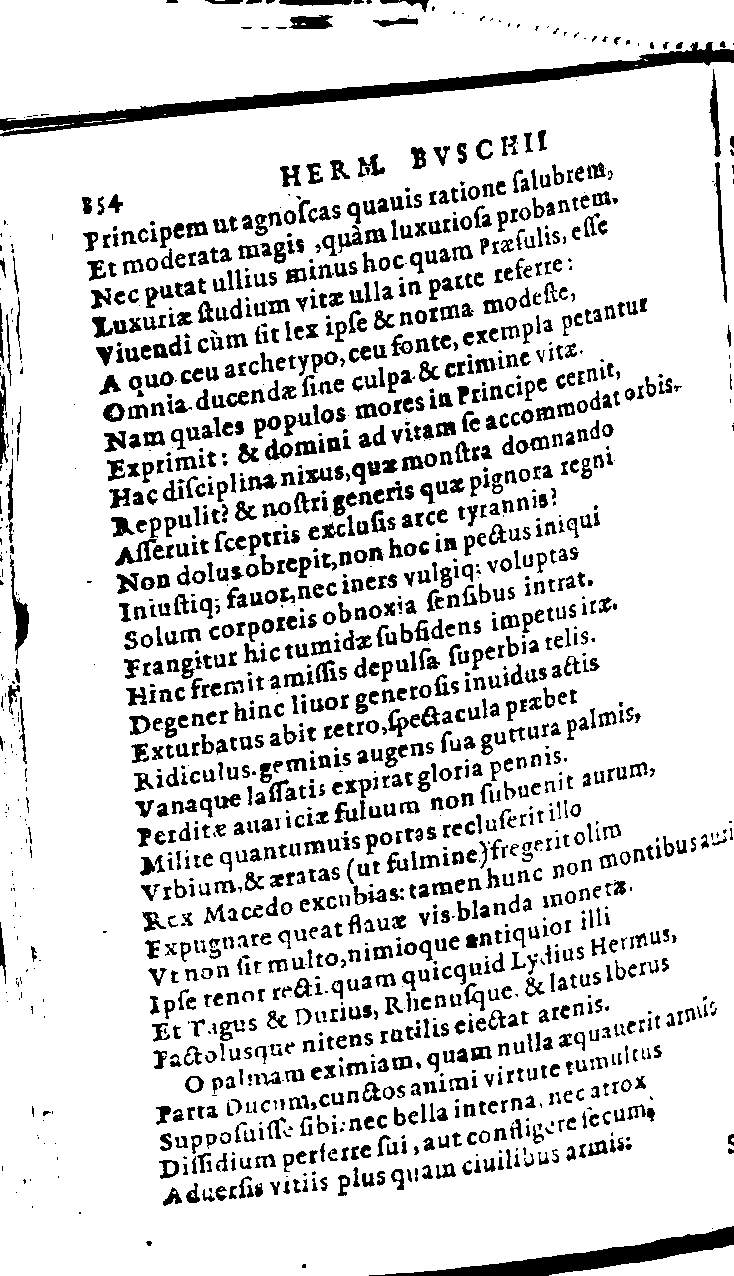 854 HERM. BVSCHII
Principem ut agnoſcas quauis ratione ſalubrem,
Et moderata magis ,quàm luxurioſa probantem.
Nec putat ullius minus hoc quam Præſulis, eſſe
Luxuriæ ſtudium vitæ ulla in parte referre:
Viuendi cùm ſit lex ipſe & norma modeſte,
A quo ceu archetypo, ceu fonte, exempla petantur
Omnia ducendæ ſine culpa & crimine vitæ.
Nam quales populos mores in Principe cernit,
Exprimit: & domini ad vitam ſe accommodat orbis.
Hac diſciplina nixus, quæ monſtra domnando
Reppulit? & noſtri generis quæ pignora regni
Aſſeruit ſceptris excluſis arce tyrannis?
Non dolus obrepit, non hoc in pectus iniqui
Iniuſtiq; fauor, nec iners vulgiq; voluptas
Solum corporeis obnoxia ſenſibus intrat.
Frangitur hic tumidæ ſubſidens impetus iræ.
Hinc fremit amiſſis depulſa ſuperbia telis.
Degener hinc liuor generoſis inuidus actis
Exturbatus abit retro, ſpectacula præbet
Ridiculus geminis augens ſua guttura palmis,
Vanaque laſſatis expirat gloria pennis.
Perditæ auariciæ fuluum non ſubuenit aurum,
Milite quantumuis portas recluſerit illo
Vrbium, & æratas (ut fulmine) fregerit olim
Rex Macedo excubias: tamen hunc non montibus auri
Expugnare queat flauæ vis blanda monetæ.
Vt non ſit multo, nimioque antiquior illi
Ipſe tenor recti quam quicquid Lydius Hermus,
Et Tagus & Durius, Rhenuſque, & latus Iberus
Pactolusque nitens rutilis eiectat arenis.
O palmam eximiam, quam nulla æquauerit armis
Parta Ducum, cunctos animi virtute tumultus
Suppoſuiſſe ſibi: nec bella interna, nec atrox
Diſſidium perferre ſui, aut confligere ſecum;
Aduerſis vitiis plus quam ciuilibus armis: